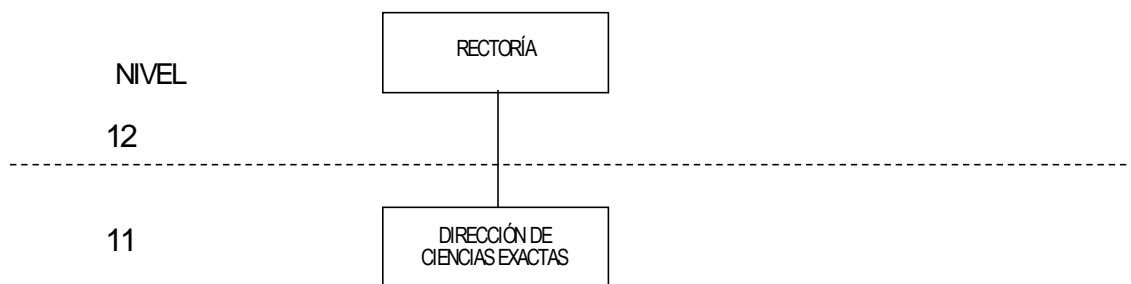 RECTORÍA
NIVEL
12
11
DIRECCIÓN DE
CIENCIAS EXACTAS